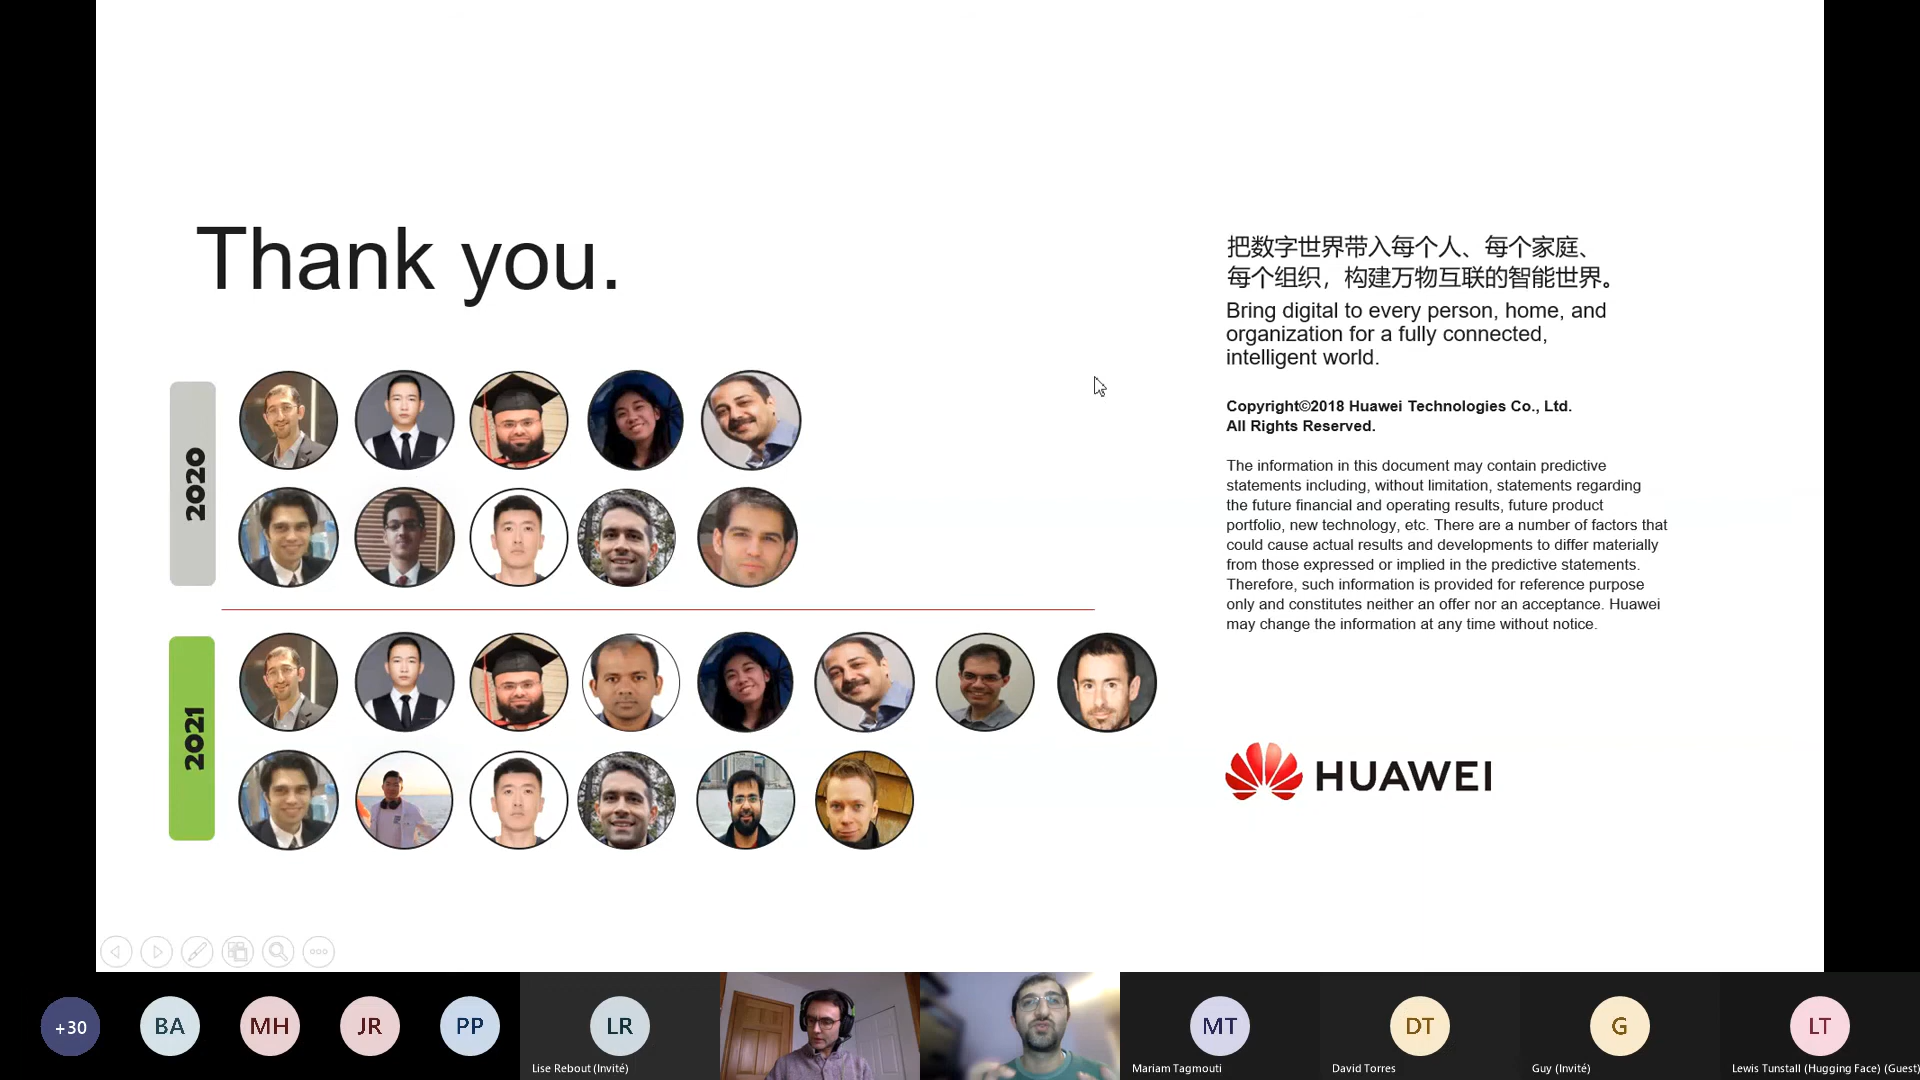 Thank you.
把数字世界带入每个人、每个家庭、
每个组织，构建万物互联的智能世界。
Bring digital to every person, home, and
organization for a fully connected,
intelligent world.
Copyright©2018 Huawei Technologies Co., Ltd.
All Rights Reserved.
The information in this document may contain predictive
statements including, without limitation, statements regarding
the future financial and operating results, future product
portfolio, new technology, etc. There are a number of factors that
could cause actual results and developments to differ materially
from those expressed or implied in the predictive statements.
Therefore, such information is provided for reference purpose
only and constitutes neither an offer nor an acceptance. Huawei
may change the information at any time without notice.
2020
2021
HUAWEI
+30
BA
MH
JR
PP
LR
Lise Rebout (Invité)
MT
Mariam Tagmouti
DT
David Torres
G
Guy (Invité)
LT
Lewis Tunstall (Hugging Face) (Guest)